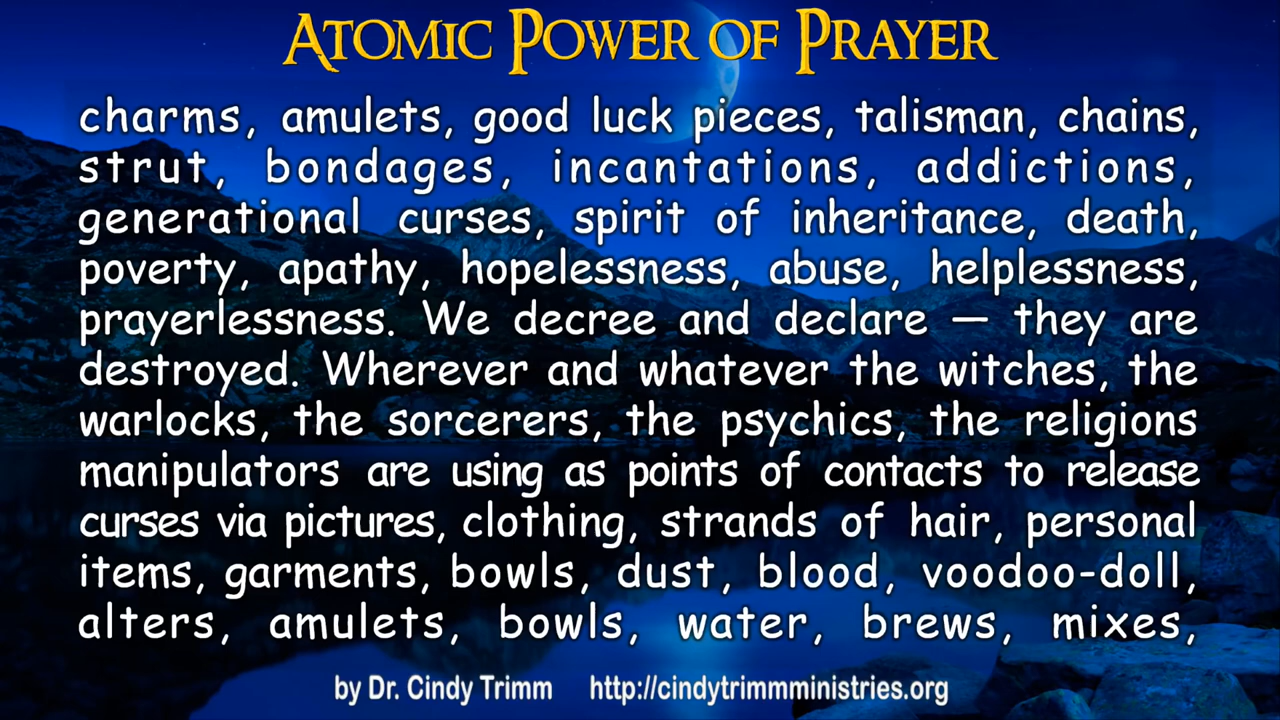 ATOMIC POWER OF PRAYER
charms, amulets, good luck pieces, talisman, chains,
strut, bondages, incantations, addictions,
generational curses, spirit of inheritance, death,
poverty, apathy, hopelessness, abuse, helplessness,
prayerlessness. We decree and declare — they are
destroyed. Wherever and whatever the witches, the
warlocks, the sorcerers, the psychics, the religions
manipulators are using as points of contacts to release
curses via pictures, clothing, strands of hair, personal
items, garments, bowls, dust, blood, voodoo-doll,
alters, amulets, bowls, water, brews, mixes,
by Dr. Cindy Trimm http://cindytrimmministries.org